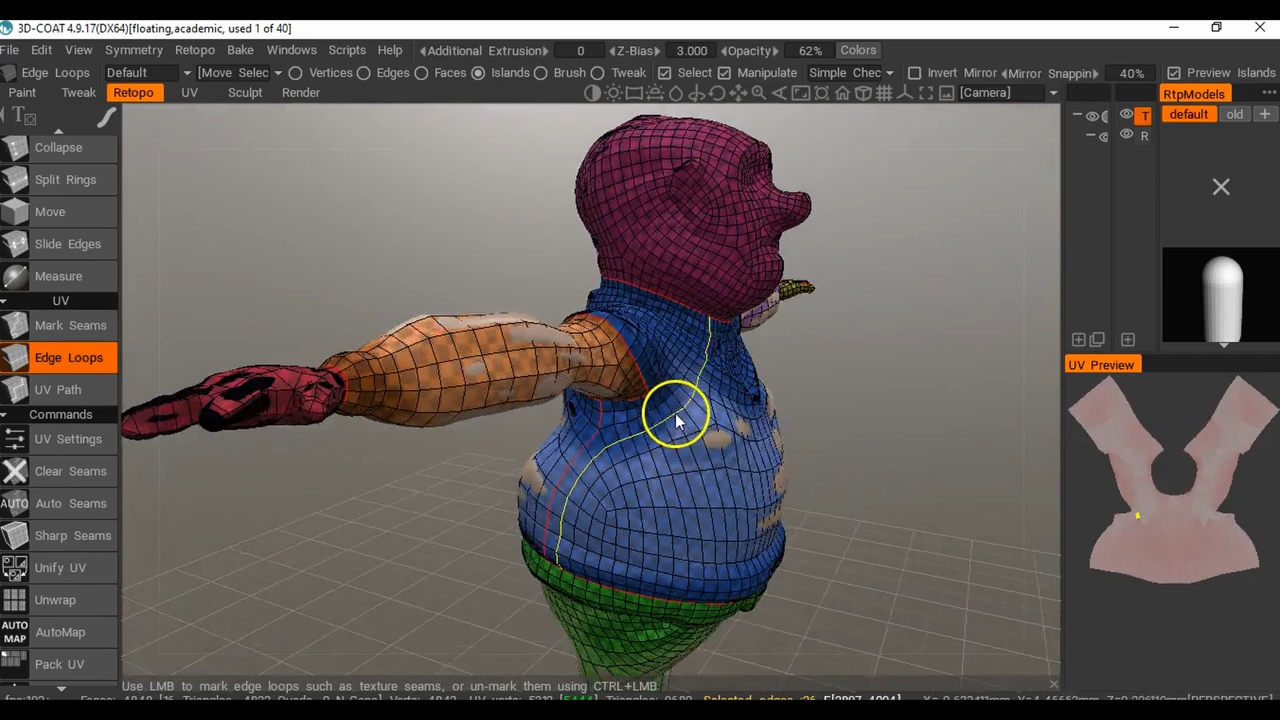 3D-COAT 4.9.17(DX64)[floating,academic, used 1 of 40]
File Edit View Symmetry Retopo Bake Windows Scripts Help Additional Extrusion 0 Z-Bias 3.000 Opacity 62% Colors
Edge Loops Default [Move Selec Vertices Edges Faces Islands Brush Tweak Select Manipulate Simple Chec Invert Mirror Mirror Snappin 40% Preview Islands
Paint Tweak Retopo UV Sculpt Render [Camera] RtpModels
default old
T
R
Collapse
Split Rings
Move
Slide Edges
Measure
UV
Mark Seams
Edge Loops
UV Preview
UV Path
Commands
UV Settings
Clear Seams
AUTO Auto Seams
Sharp Seams
Unify UV
Unwrap
AUTO MAP AutoMap
Pack UV
Use LMB to mark edge loops such as texture seams, or un-mark them using CTRL+LMB